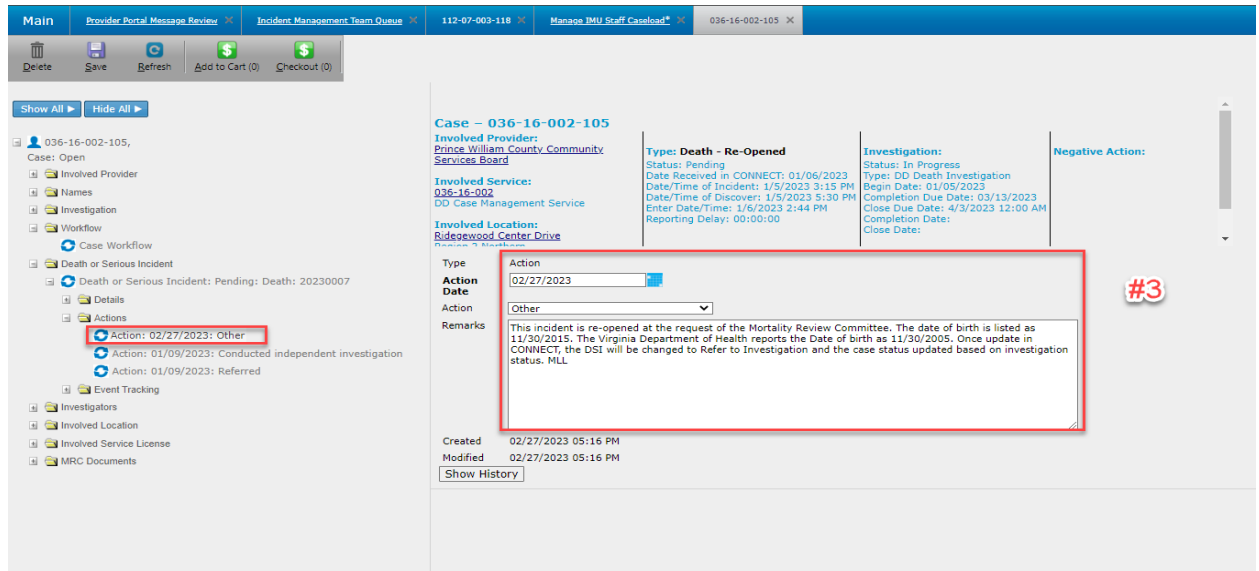 Main
Provider Portal Message Review
Incident Management Team Queue
112-07-003-118
Manage IMU Staff Caseload*
036-16-002-105
Delete
Save
Refresh
Add to Cart (0)
Checkout (0)
Show All
Hide All
036-16-002-105,
Case: Open
Involved Provider
Names
Investigation
Workflow
Case Workflow
Death or Serious Incident
Death or Serious Incident: Pending: Death: 20230007
Details
Actions
Action: 02/27/2023: Other
Action: 01/09/2023: Conducted independent investigation
Action: 01/09/2023: Referred
Event Tracking
Investigators
Involved Location
Involved Service License
MRC Documents
Case – 036-16-002-105
Involved Provider:
Prince William County Community
Services Board
Involved Service:
036-16-002
DD Case Management Service
Involved Location:
Ridegewood Center Drive
Region 2 Northern
Type: Death - Re-Opened
Status: Pending
Date Received in CONNECT: 01/06/2023
Date/Time of Incident: 1/5/2023 3:15 PM
Date/Time of Discover: 1/5/2023 5:30 PM
Enter Date/Time: 1/6/2023 2:44 PM
Reporting Delay: 00:00:00
Investigation:
Status: In Progress
Type: DD Death Investigation
Begin Date: 01/05/2023
Completion Due Date: 03/13/2023
Close Due Date: 4/3/2023 12:00 AM
Completion Date:
Close Date:
Negative Action:
Type Action
Action
Date
02/27/2023
Action Other
Remarks
This incident is re-opened at the request of the Mortality Review Committee. The date of birth is listed as
11/30/2015. The Virginia Department of Health reports the Date of birth as 11/30/2005. Once update in
CONNECT, the DSI will be changed to Refer to Investigation and the case status updated based on investigation
status. MLL
#3
Created 02/27/2023 05:16 PM
Modified 02/27/2023 05:16 PM
Show History